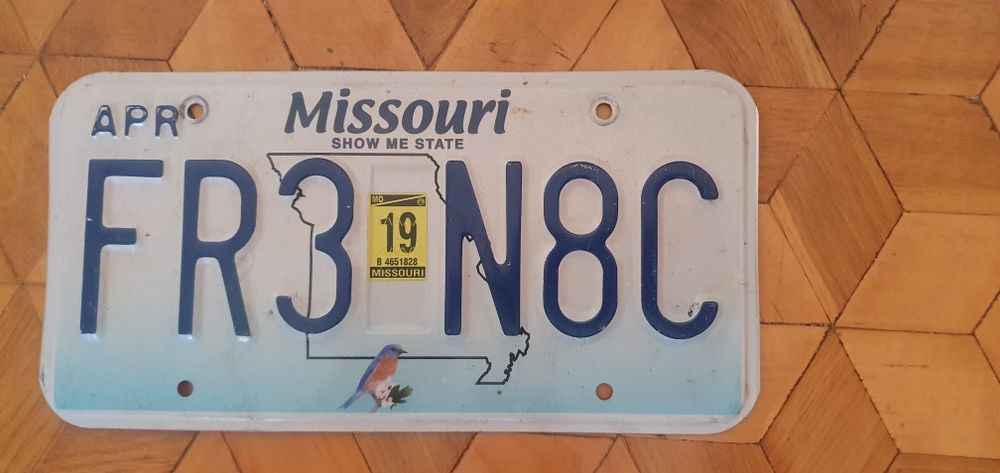 Missouri
APR
SHOW ME STATE
FR3 N8C
MO
19
B 4651828
MISSOURI